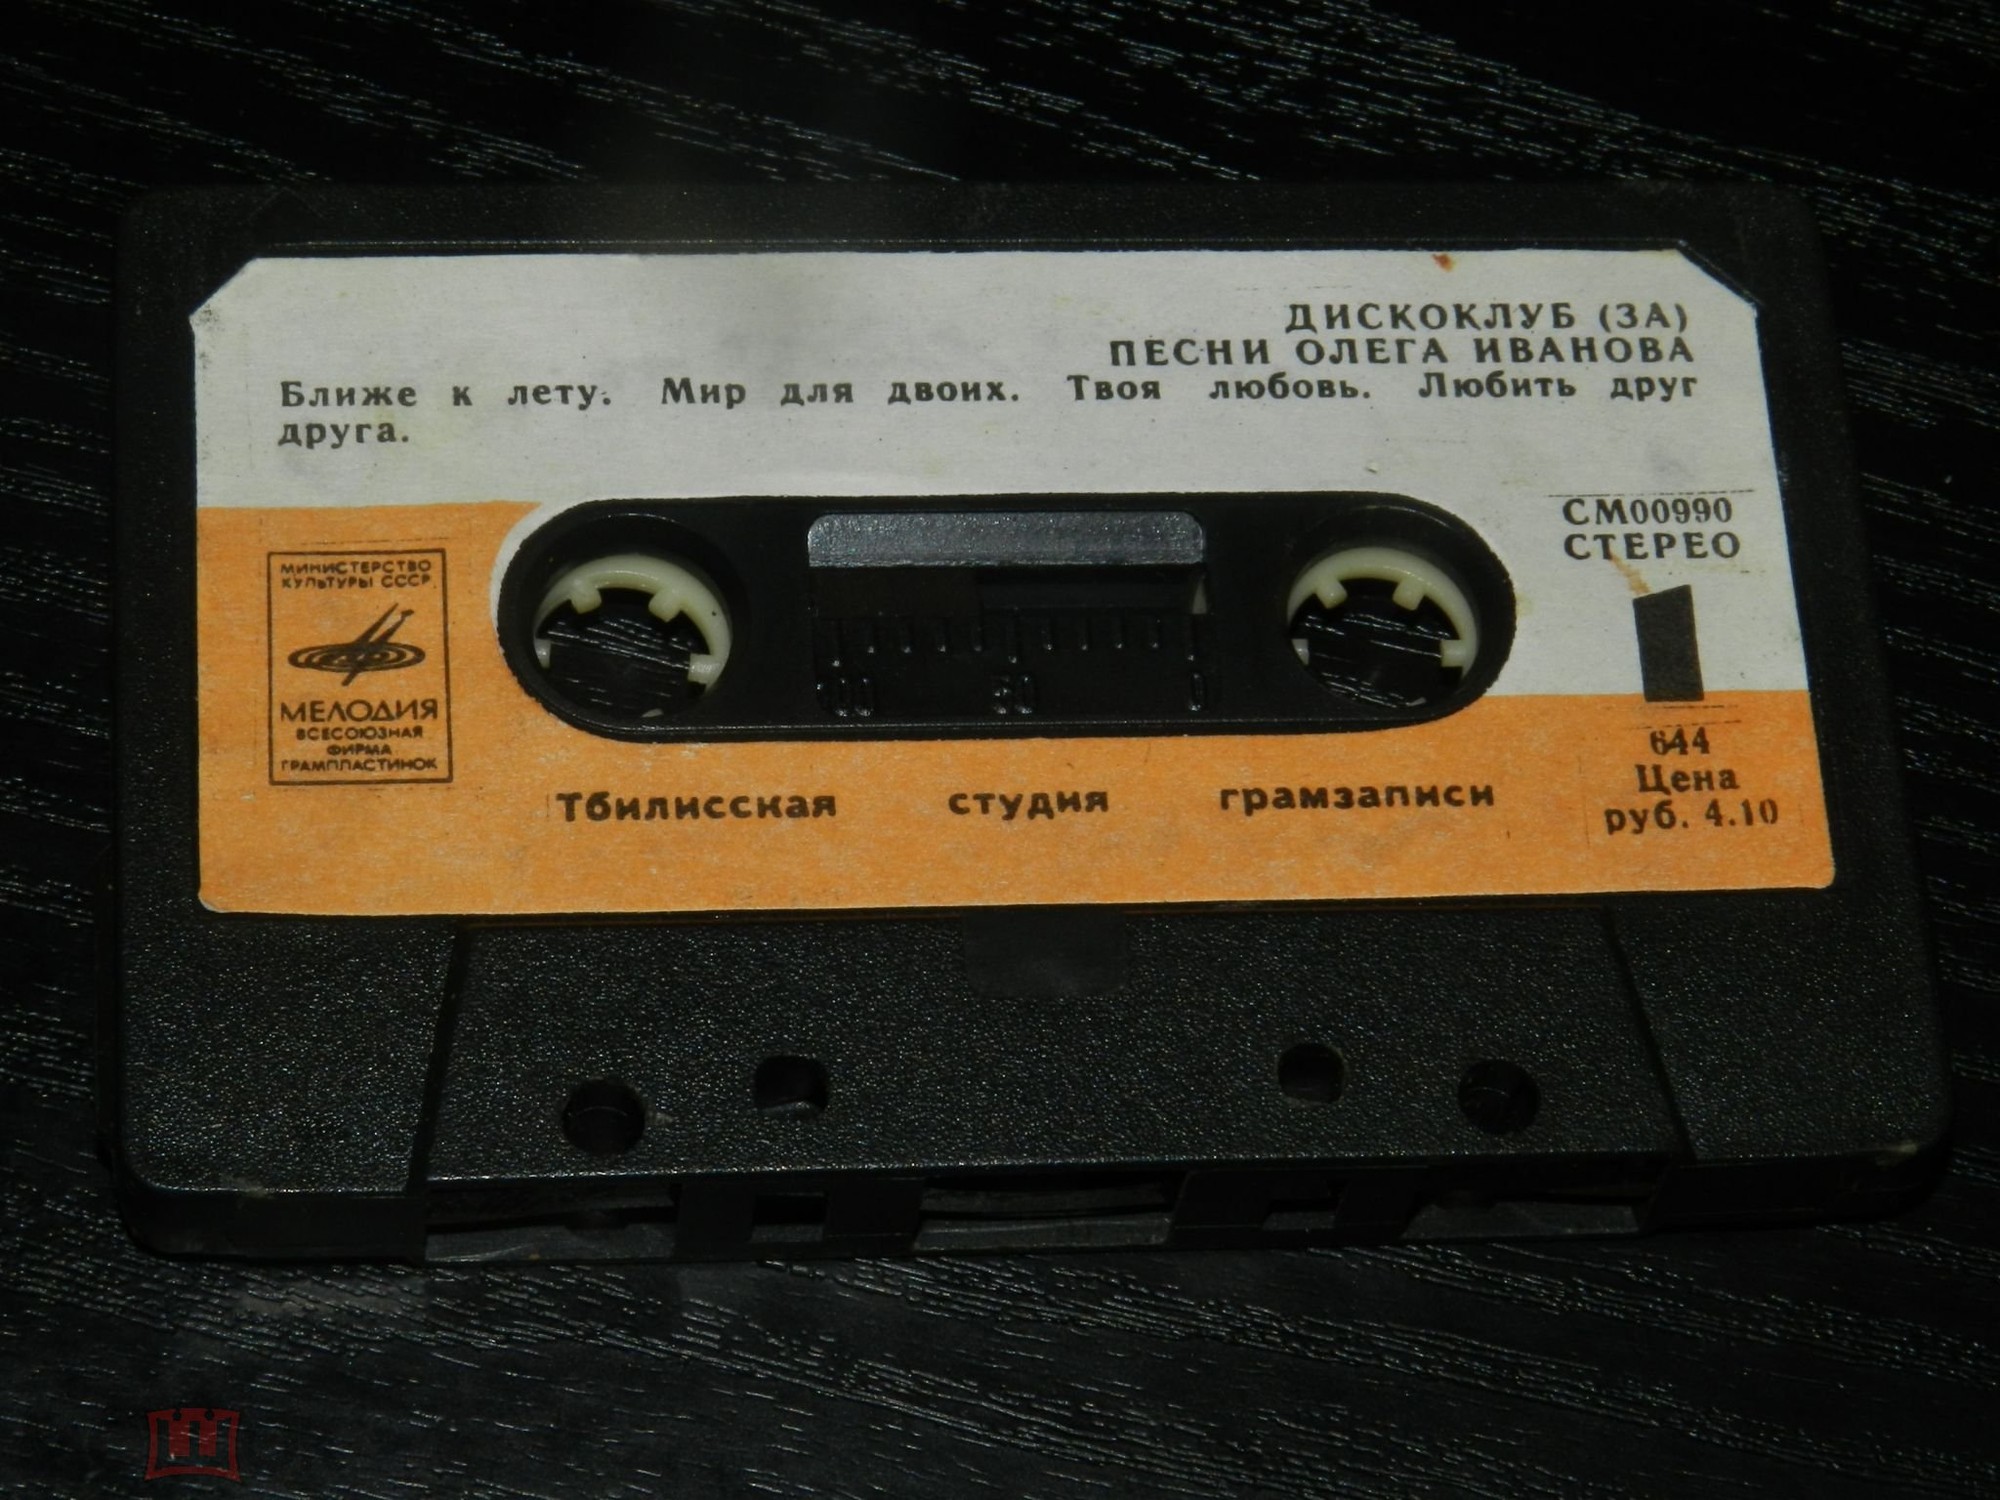 ДИСКОКЛУБ (3А)
ПЕСНИ ОЛЕГА ИВАНОВА
Ближе к лету. Мир для двоих. Твоя любовь. Любить друг
друга.
СМ00990
СТЕРЕО
1
МИНИСТЕРСТВО
КУЛЬТУРЫ СССР
МЕЛОДИЯ
ВСЕСОЮЗНАЯ
ФИРМА
ГРАМПЛАСТИНОК
100 50 0
644
Цена
руб. 4.10
Тбилисская студия грамзаписи